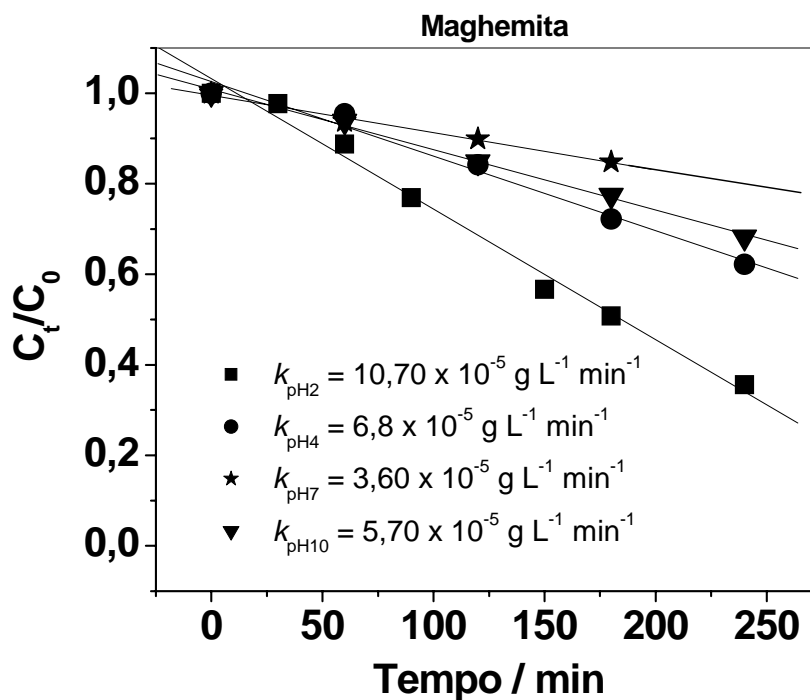 Maghemita
1,0
0,8
0,6
0,4
0,2
0,0
C_t/C_0
k_pH2 = 10,70 x 10^-5 g L^-1 min^-1
k_pH4 = 6,8 x 10^-5 g L^-1 min^-1
k_pH7 = 3,60 x 10^-5 g L^-1 min^-1
k_pH10 = 5,70 x 10^-5 g L^-1 min^-1
0 50 100 150 200 250
Tempo / min